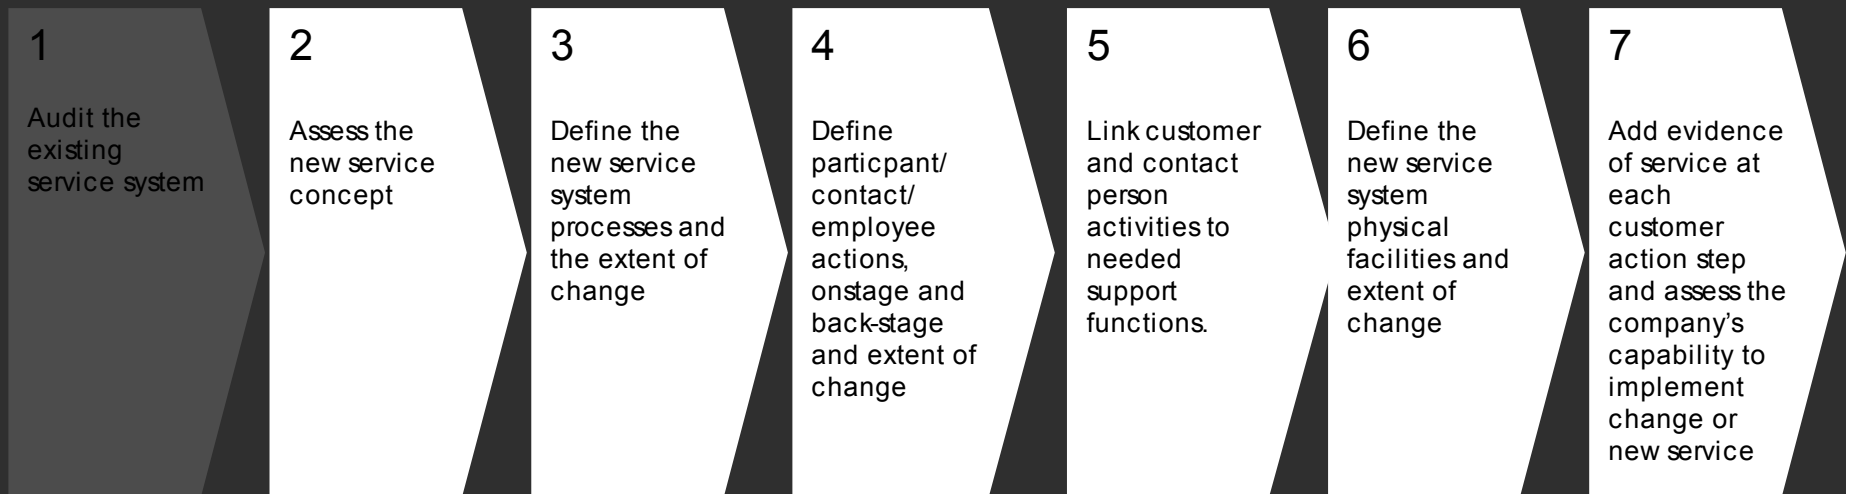 1
Audit the
existing
service system
2
Assess the
new service
concept
3
Define the
new service
system
processes and
the extent of
change
4
Define
particpant/
contact/
employee
actions,
onstage and
back-stage
and extent of
change
5
Link customer
and contact
person
activities to
needed
support
functions.
6
Define the
new service
system
physical
facilities and
extent of
change
7
Add evidence
of service at
each
customer
action step
and assess the
company’s
capability to
implement
change or
new service